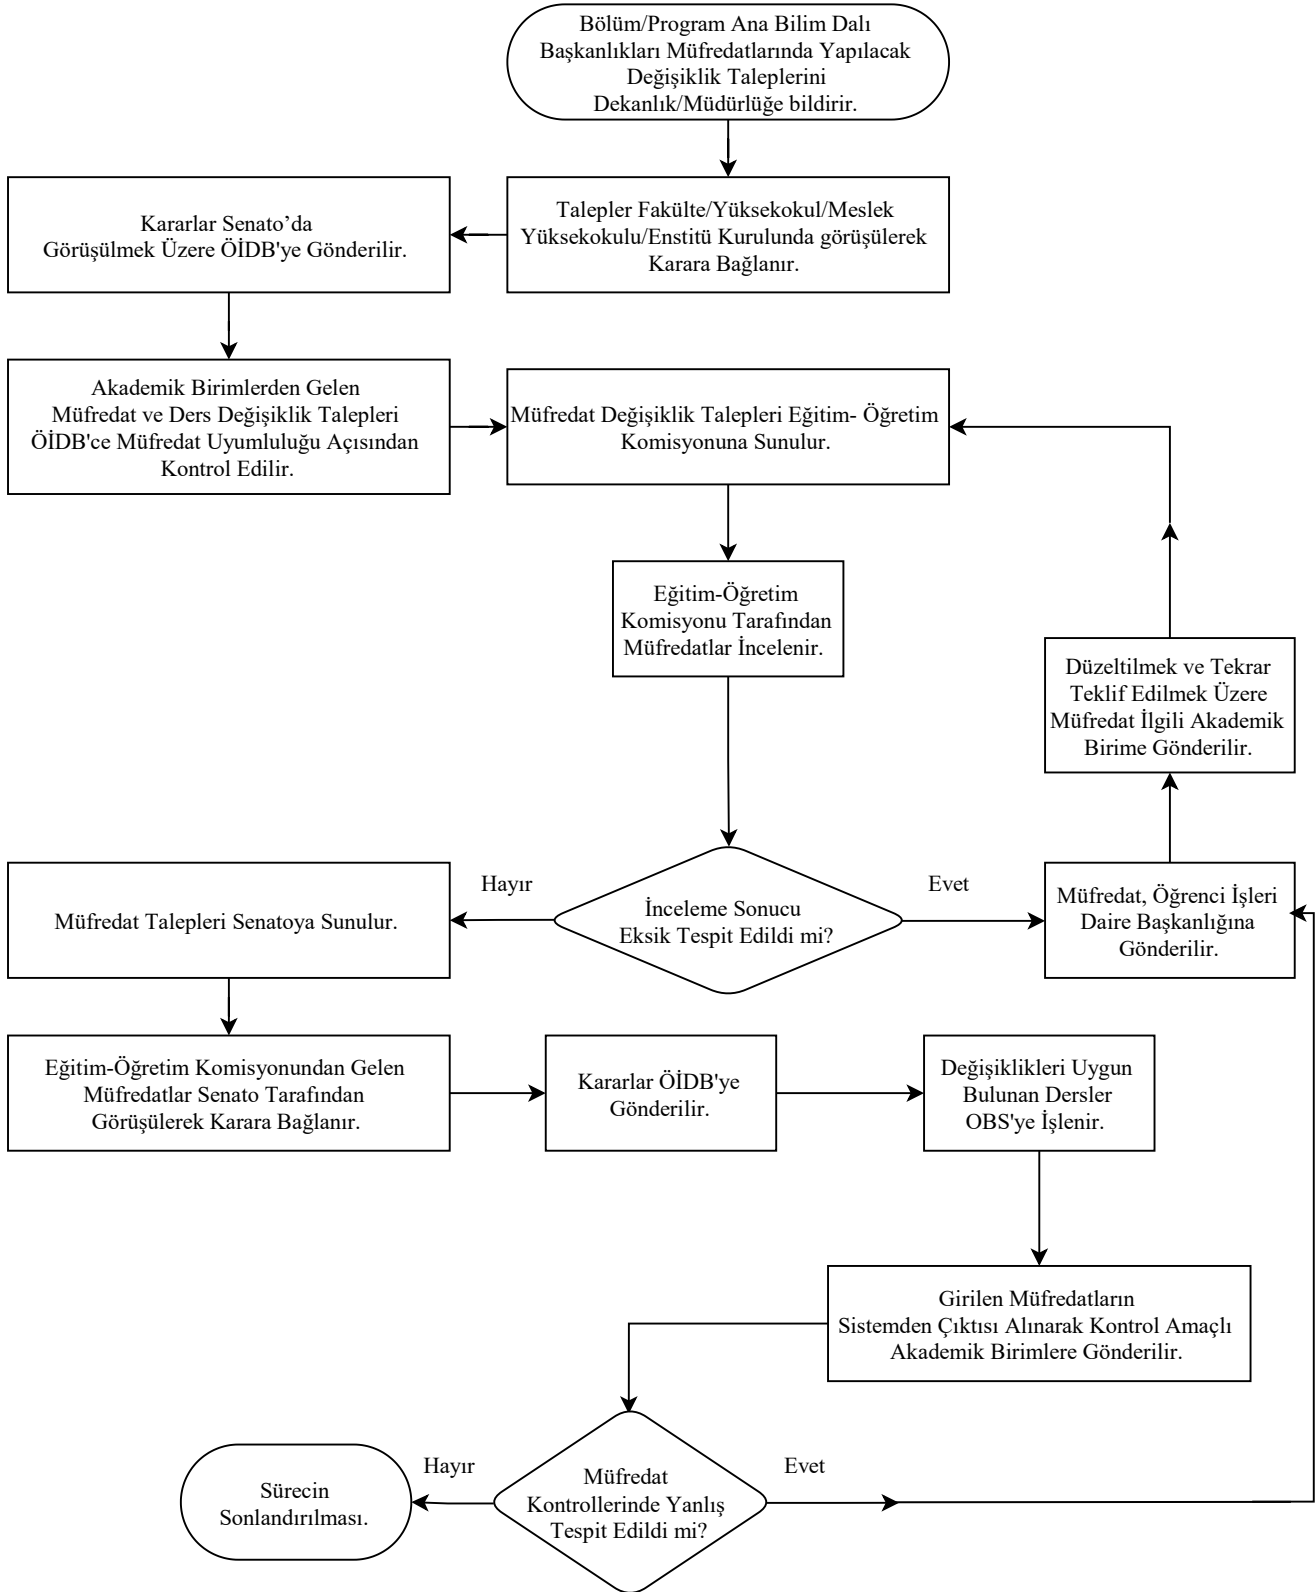 Bölüm/Program Ana Bilim Dalı
Başkanlıkları Müfredatlarında Yapılacak
Değişiklik Taleplerini
Dekanlık/Müdürlüğe bildirir.
Talepler Fakülte/Yüksekokul/Meslek
Yüksekokulu/Enstitü Kurulunda görüşülerek
Karara Bağlanır.
Kararlar Senato’da
Görüşülmek Üzere ÖİDB'ye Gönderilir.
Akademik Birimlerden Gelen
Müfredat ve Ders Değişiklik Talepleri
ÖİDB'ce Müfredat Uyumluluğu Açısından
Kontrol Edilir.
Müfredat Değişiklik Talepleri Eğitim- Öğretim
Komisyonuna Sunulur.
Eğitim-Öğretim
Komisyonu Tarafından
Müfredatlar İncelenir.
Düzeltilmek ve Tekrar
Teklif Edilmek Üzere
Müfredat İlgili Akademik
Birime Gönderilir.
Hayır
İnceleme Sonucu
Eksik Tespit Edildi mi?
Evet
Müfredat, Öğrenci İşleri
Daire Başkanlığına
Gönderilir.
Müfredat Talepleri Senatoya Sunulur.
Eğitim-Öğretim Komisyonundan Gelen
Müfredatlar Senato Tarafından
Görüşülerek Karara Bağlanır.
Kararlar ÖİDB'ye
Gönderilir.
Değişiklikleri Uygun
Bulunan Dersler
OBS'ye İşlenir.
Girilen Müfredatların
Sistemden Çıktısı Alınarak Kontrol Amaçlı
Akademik Birimlere Gönderilir.
Hayır
Müfredat
Kontrollerinde Yanlış
Tespit Edildi mi?
Evet
Sürecin
Sonlandırılması.